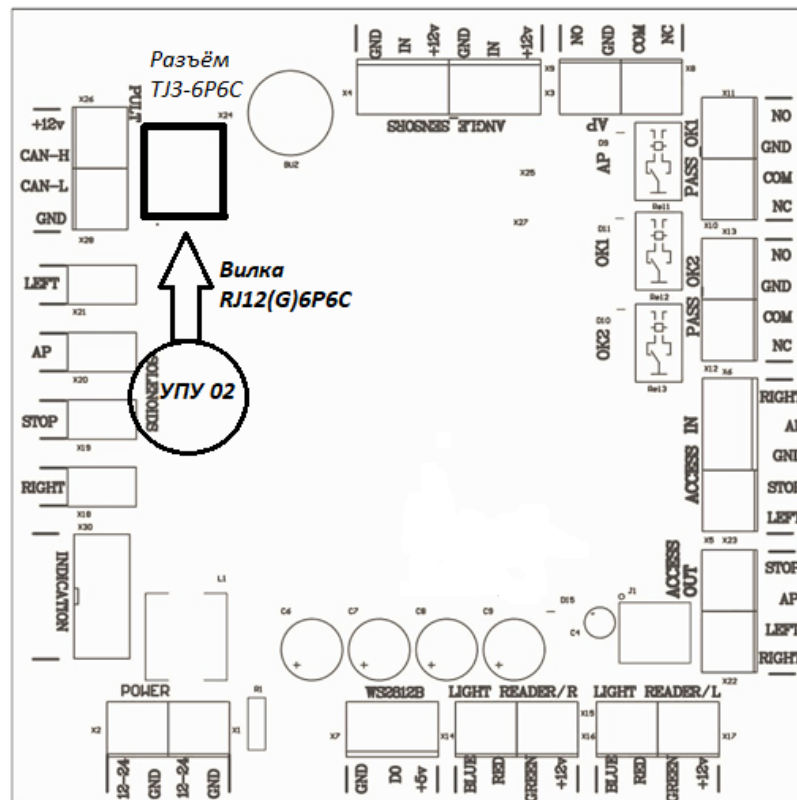 GND
IN
+12v
GND
IN
+12v
NO
GND
COM
NC
Разъём
TJ3-6P6C
X26
PULT
X24
BUZ
X4
ANGLE SENSORS
X9
X3
AP
X8
X11
+12v
CAN-H
CAN-L
GND
X28
D9
AP
Rel1
PASS OK1
NO
GND
COM
NC
X10
X13
X25
X27
D11
OK1
Rel2
D10
OK2
Rel3
PASS OK2
NO
GND
COM
NC
X12
X6
Вилка
RJ12(G)6P6C
LEFT
X21
AP
X20
STOP
X19
RIGHT
X18
SOLENOIDS
УПУ 02
ACCESS IN
RIGHT
AP
GND
STOP
LEFT
X5
X23
X30
INDICATION
L1
C6
C7
C8
C9
D15
C4
J1
ACCESS
OUT
STOP
AP
LEFT
RIGHT
X22
POWER
X2
X1
R1
12-24
GND
12-24
GND
WS2812B
X7
GND
DO
+5v
LIGHT READER/R
X14
X15
X16
BLUE
RED
GREEN
+12v
LIGHT READER/L
X17
BLUE
RED
GREEN
+12v